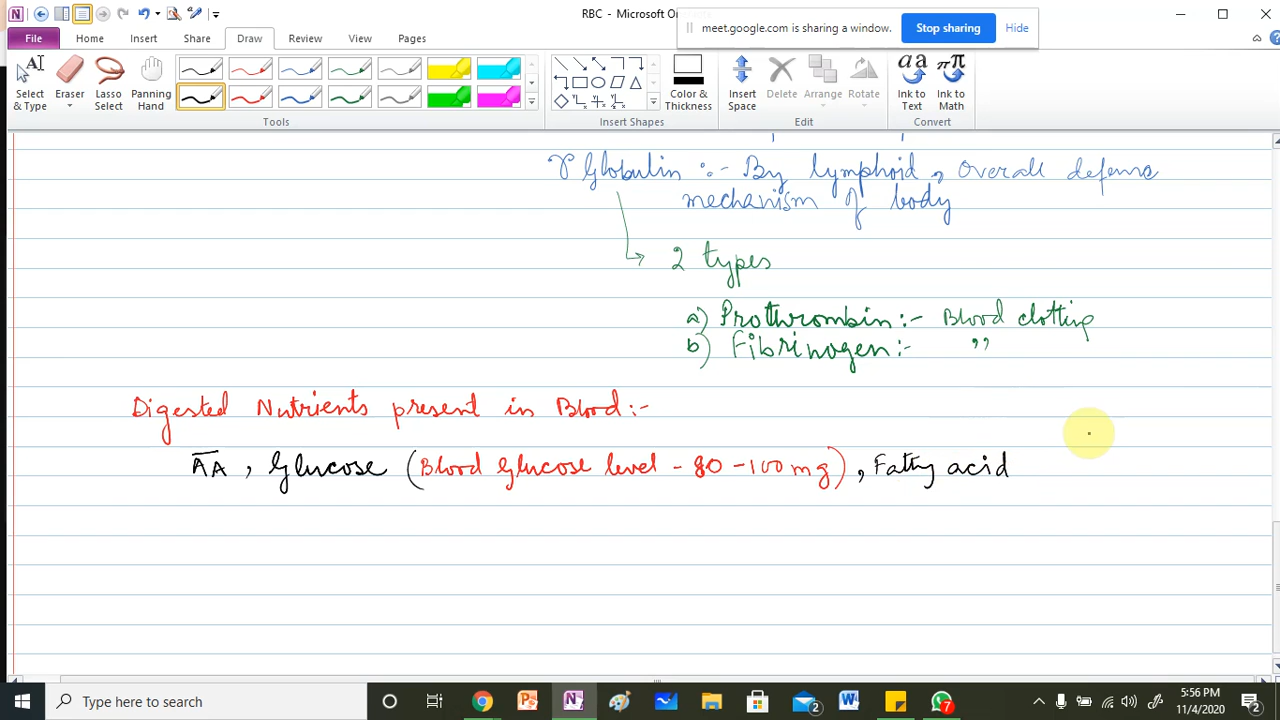 RBC - Microsoft On
meet.google.com is sharing a window.
Stop sharing
Hide
File
Home
Insert
Share
Draw
Review
View
Pages
Select & Type
Eraser
Lasso Select
Panning Hand
Color & Thickness
Insert Space
Delete
Arrange
Rotate
Ink to Text
Ink to Math
Tools
Insert Shapes
Edit
Convert
γ Globulin :- By lymphoid, Overall defence
mechanism of body
2 types
a) Prothrombin :- Blood clotting
b) Fibrinogen :- ,,
Digested Nutrients present in Blood :-
AA, Glucose (Blood Glucose level - 80 - 100 mg), Fatty acid
Type here to search
5:56 PM
11/4/2020